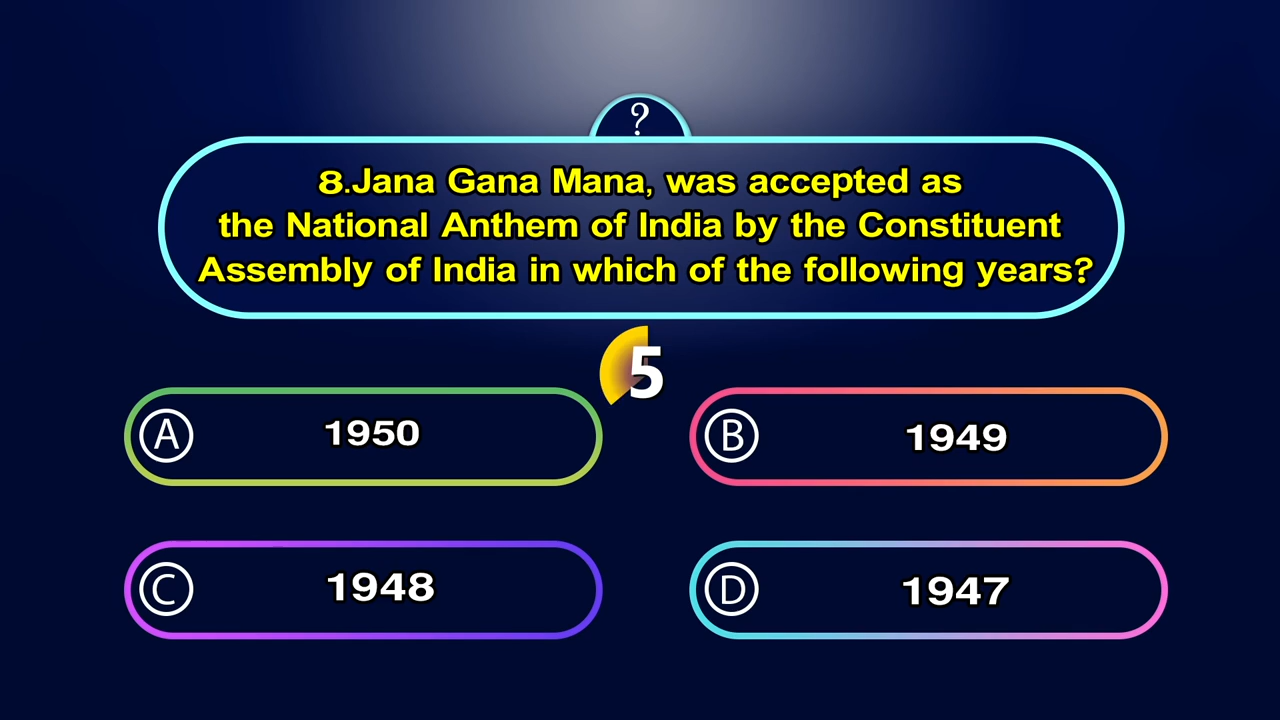 ?
8.Jana Gana Mana, was accepted as
the National Anthem of India by the Constituent
Assembly of India in which of the following years?
5
A 1950
B 1949
C 1948
D 1947